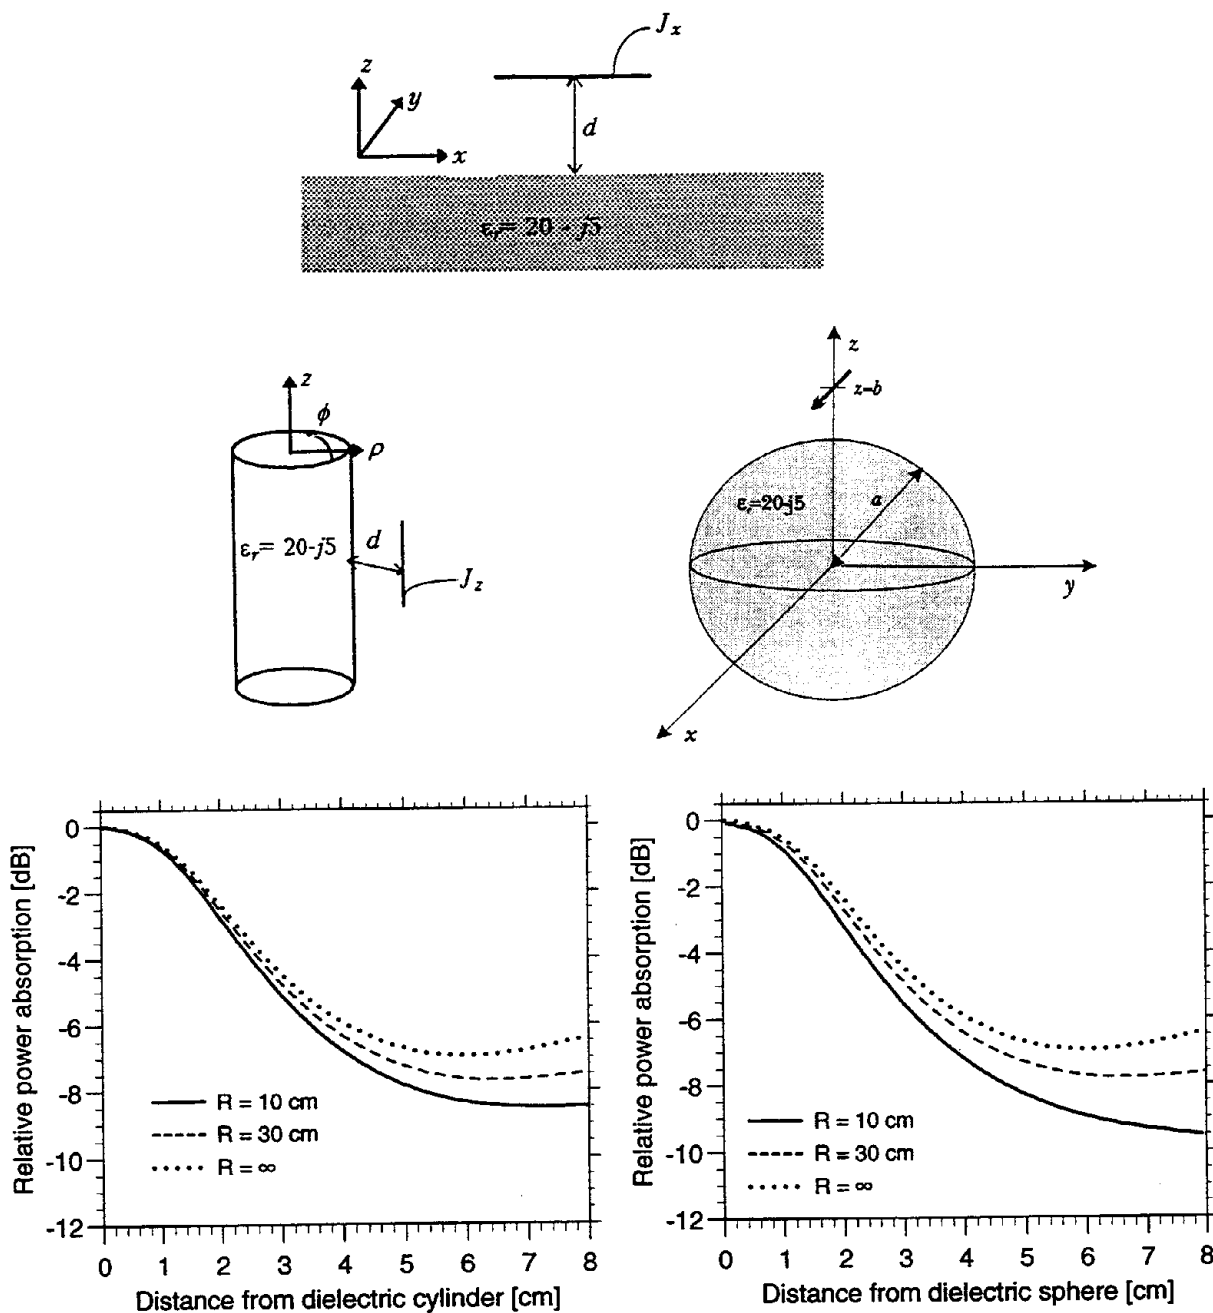 J_x
z
y
d
x
ε_r= 20 - j5
z
φ
ρ
ε_r= 20-j5
d
J_z
z
z=b
ε_r=20-j5
a
y
x
Relative power absorption [dB]
0
-2
-4
-6
-8
-10
-12
R = 10 cm
R = 30 cm
R = ∞
0 1 2 3 4 5 6 7 8
Distance from dielectric cylinder [cm]
Relative power absorption [dB]
0
-2
-4
-6
-8
-10
-12
R = 10 cm
R = 30 cm
R = ∞
0 1 2 3 4 5 6 7 8
Distance from dielectric sphere [cm]